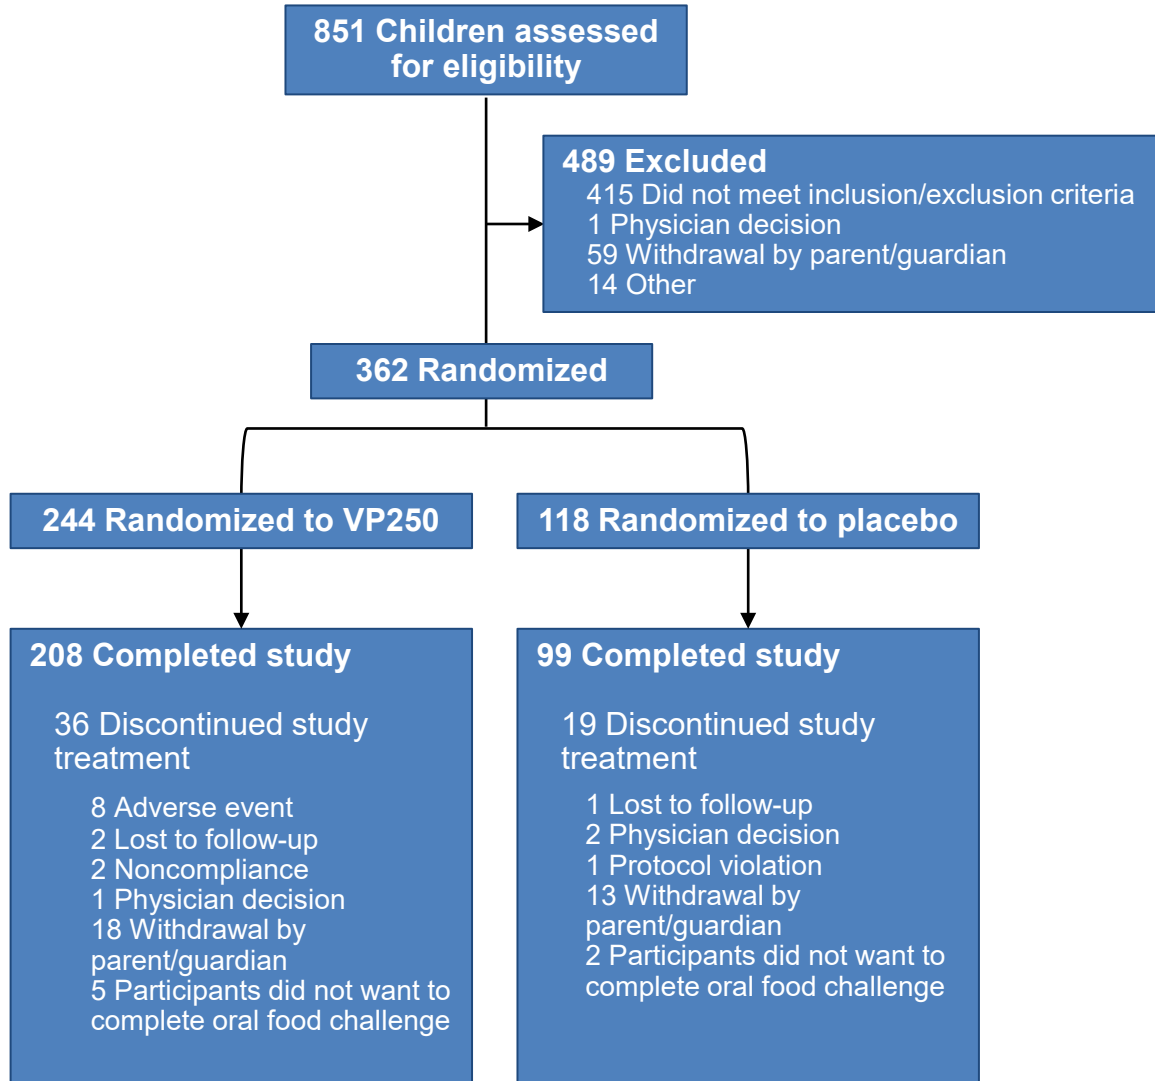 851 Children assessed
for eligibility
489 Excluded
415 Did not meet inclusion/exclusion criteria
1 Physician decision
59 Withdrawal by parent/guardian
14 Other
362 Randomized
244 Randomized to VP250
118 Randomized to placebo
208 Completed study
36 Discontinued study
treatment
8 Adverse event
2 Lost to follow-up
2 Noncompliance
1 Physician decision
18 Withdrawal by
parent/guardian
5 Participants did not want to
complete oral food challenge
99 Completed study
19 Discontinued study
treatment
1 Lost to follow-up
2 Physician decision
1 Protocol violation
13 Withdrawal by
parent/guardian
2 Participants did not want to
complete oral food challenge